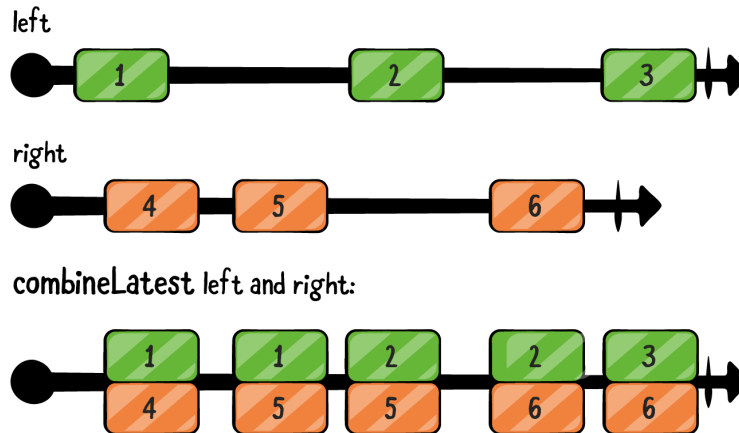 left
1 2 3
right
4 5 6
combineLatest left and right:
1 1 2 2 3
4 5 5 6 6